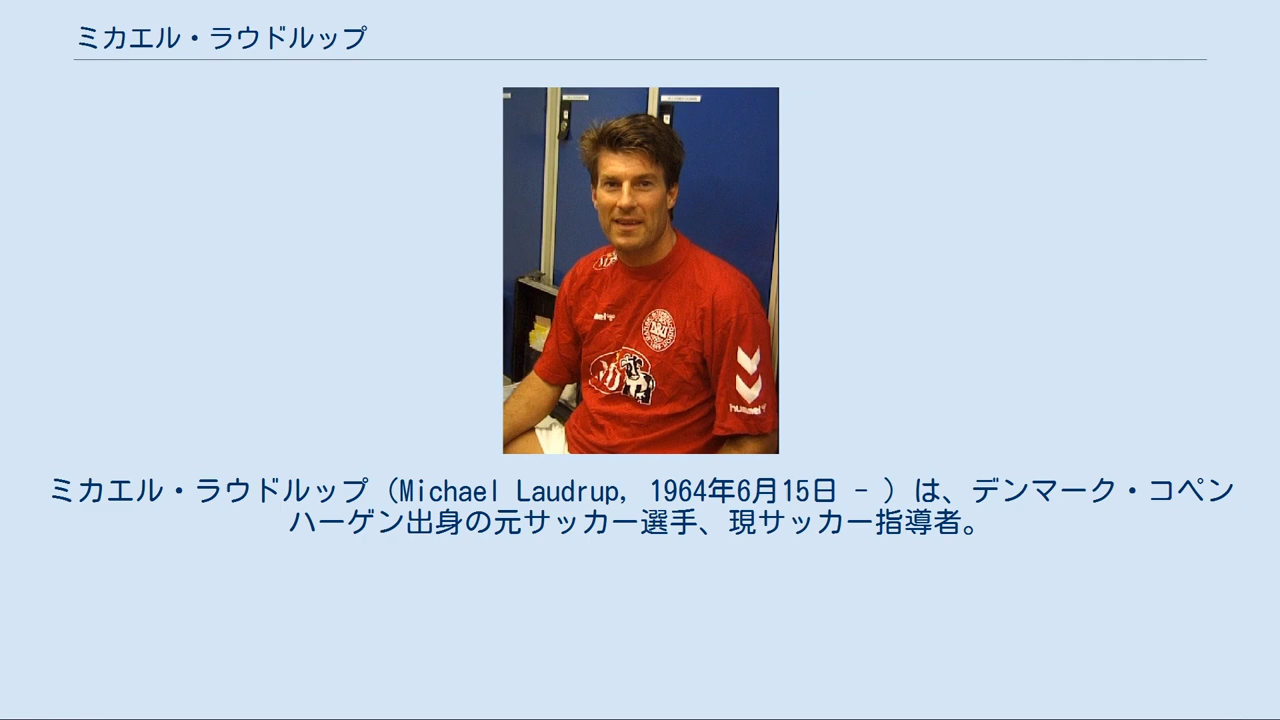 ミカエル・ラウドルップ
hummel
ミカエル・ラウドルップ（Michael Laudrup, 1964年6月15日 - ）は、デンマーク・コペン
ハーゲン出身の元サッカー選手、現サッカー指導者。